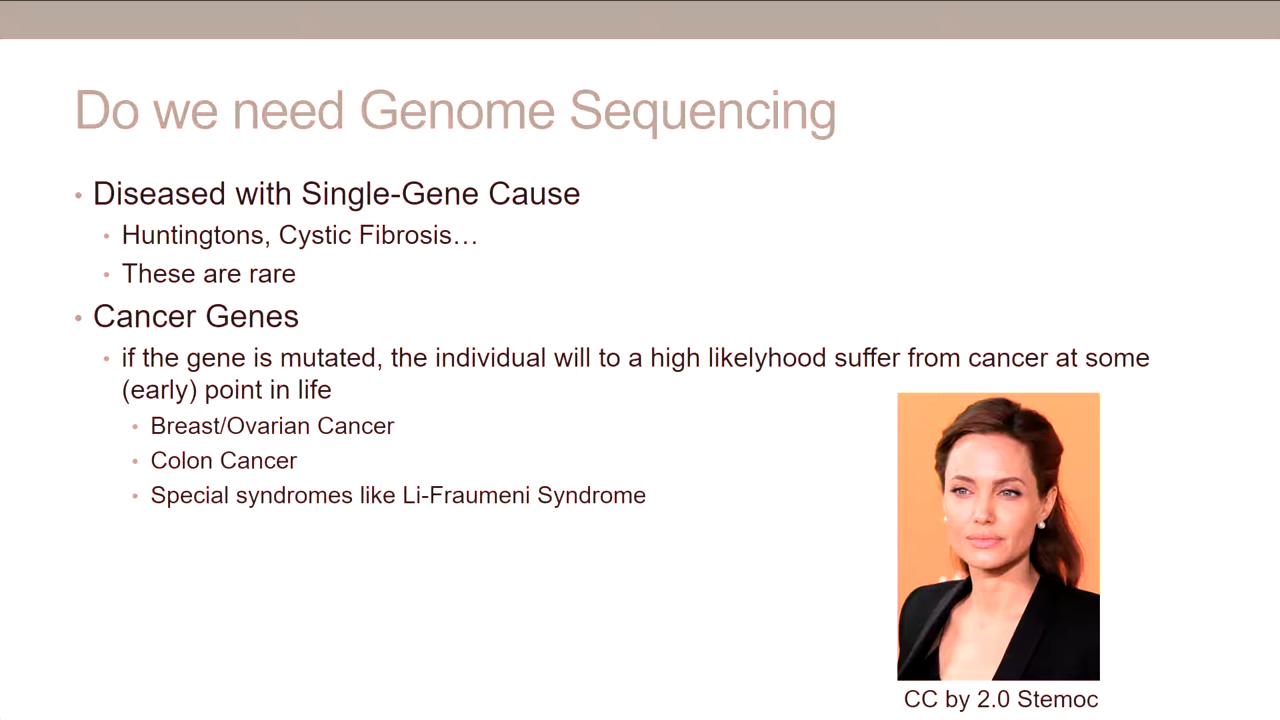 Do we need Genome Sequencing
• Diseased with Single-Gene Cause
• Huntingtons, Cystic Fibrosis…
• These are rare
• Cancer Genes
• if the gene is mutated, the individual will to a high likelyhood suffer from cancer at some
(early) point in life
• Breast/Ovarian Cancer
• Colon Cancer
• Special syndromes like Li-Fraumeni Syndrome
CC by 2.0 Stemoc